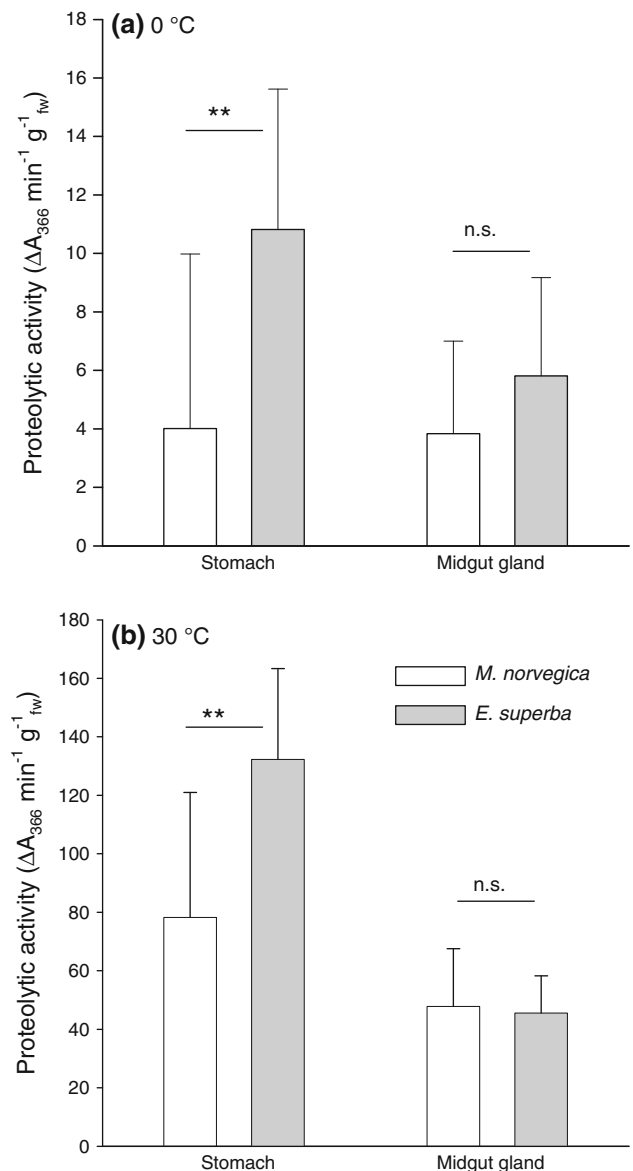 (a) 0 °C
Proteolytic activity (ΔA366 min-1 g-1fw)
18
16
14
12
10
8
6
4
2
0
**
n.s.
Stomach Midgut gland
(b) 30 °C
Proteolytic activity (ΔA366 min-1 g-1fw)
180
160
140
120
100
80
60
40
20
0
M. norvegica
E. superba
**
n.s.
Stomach Midgut gland